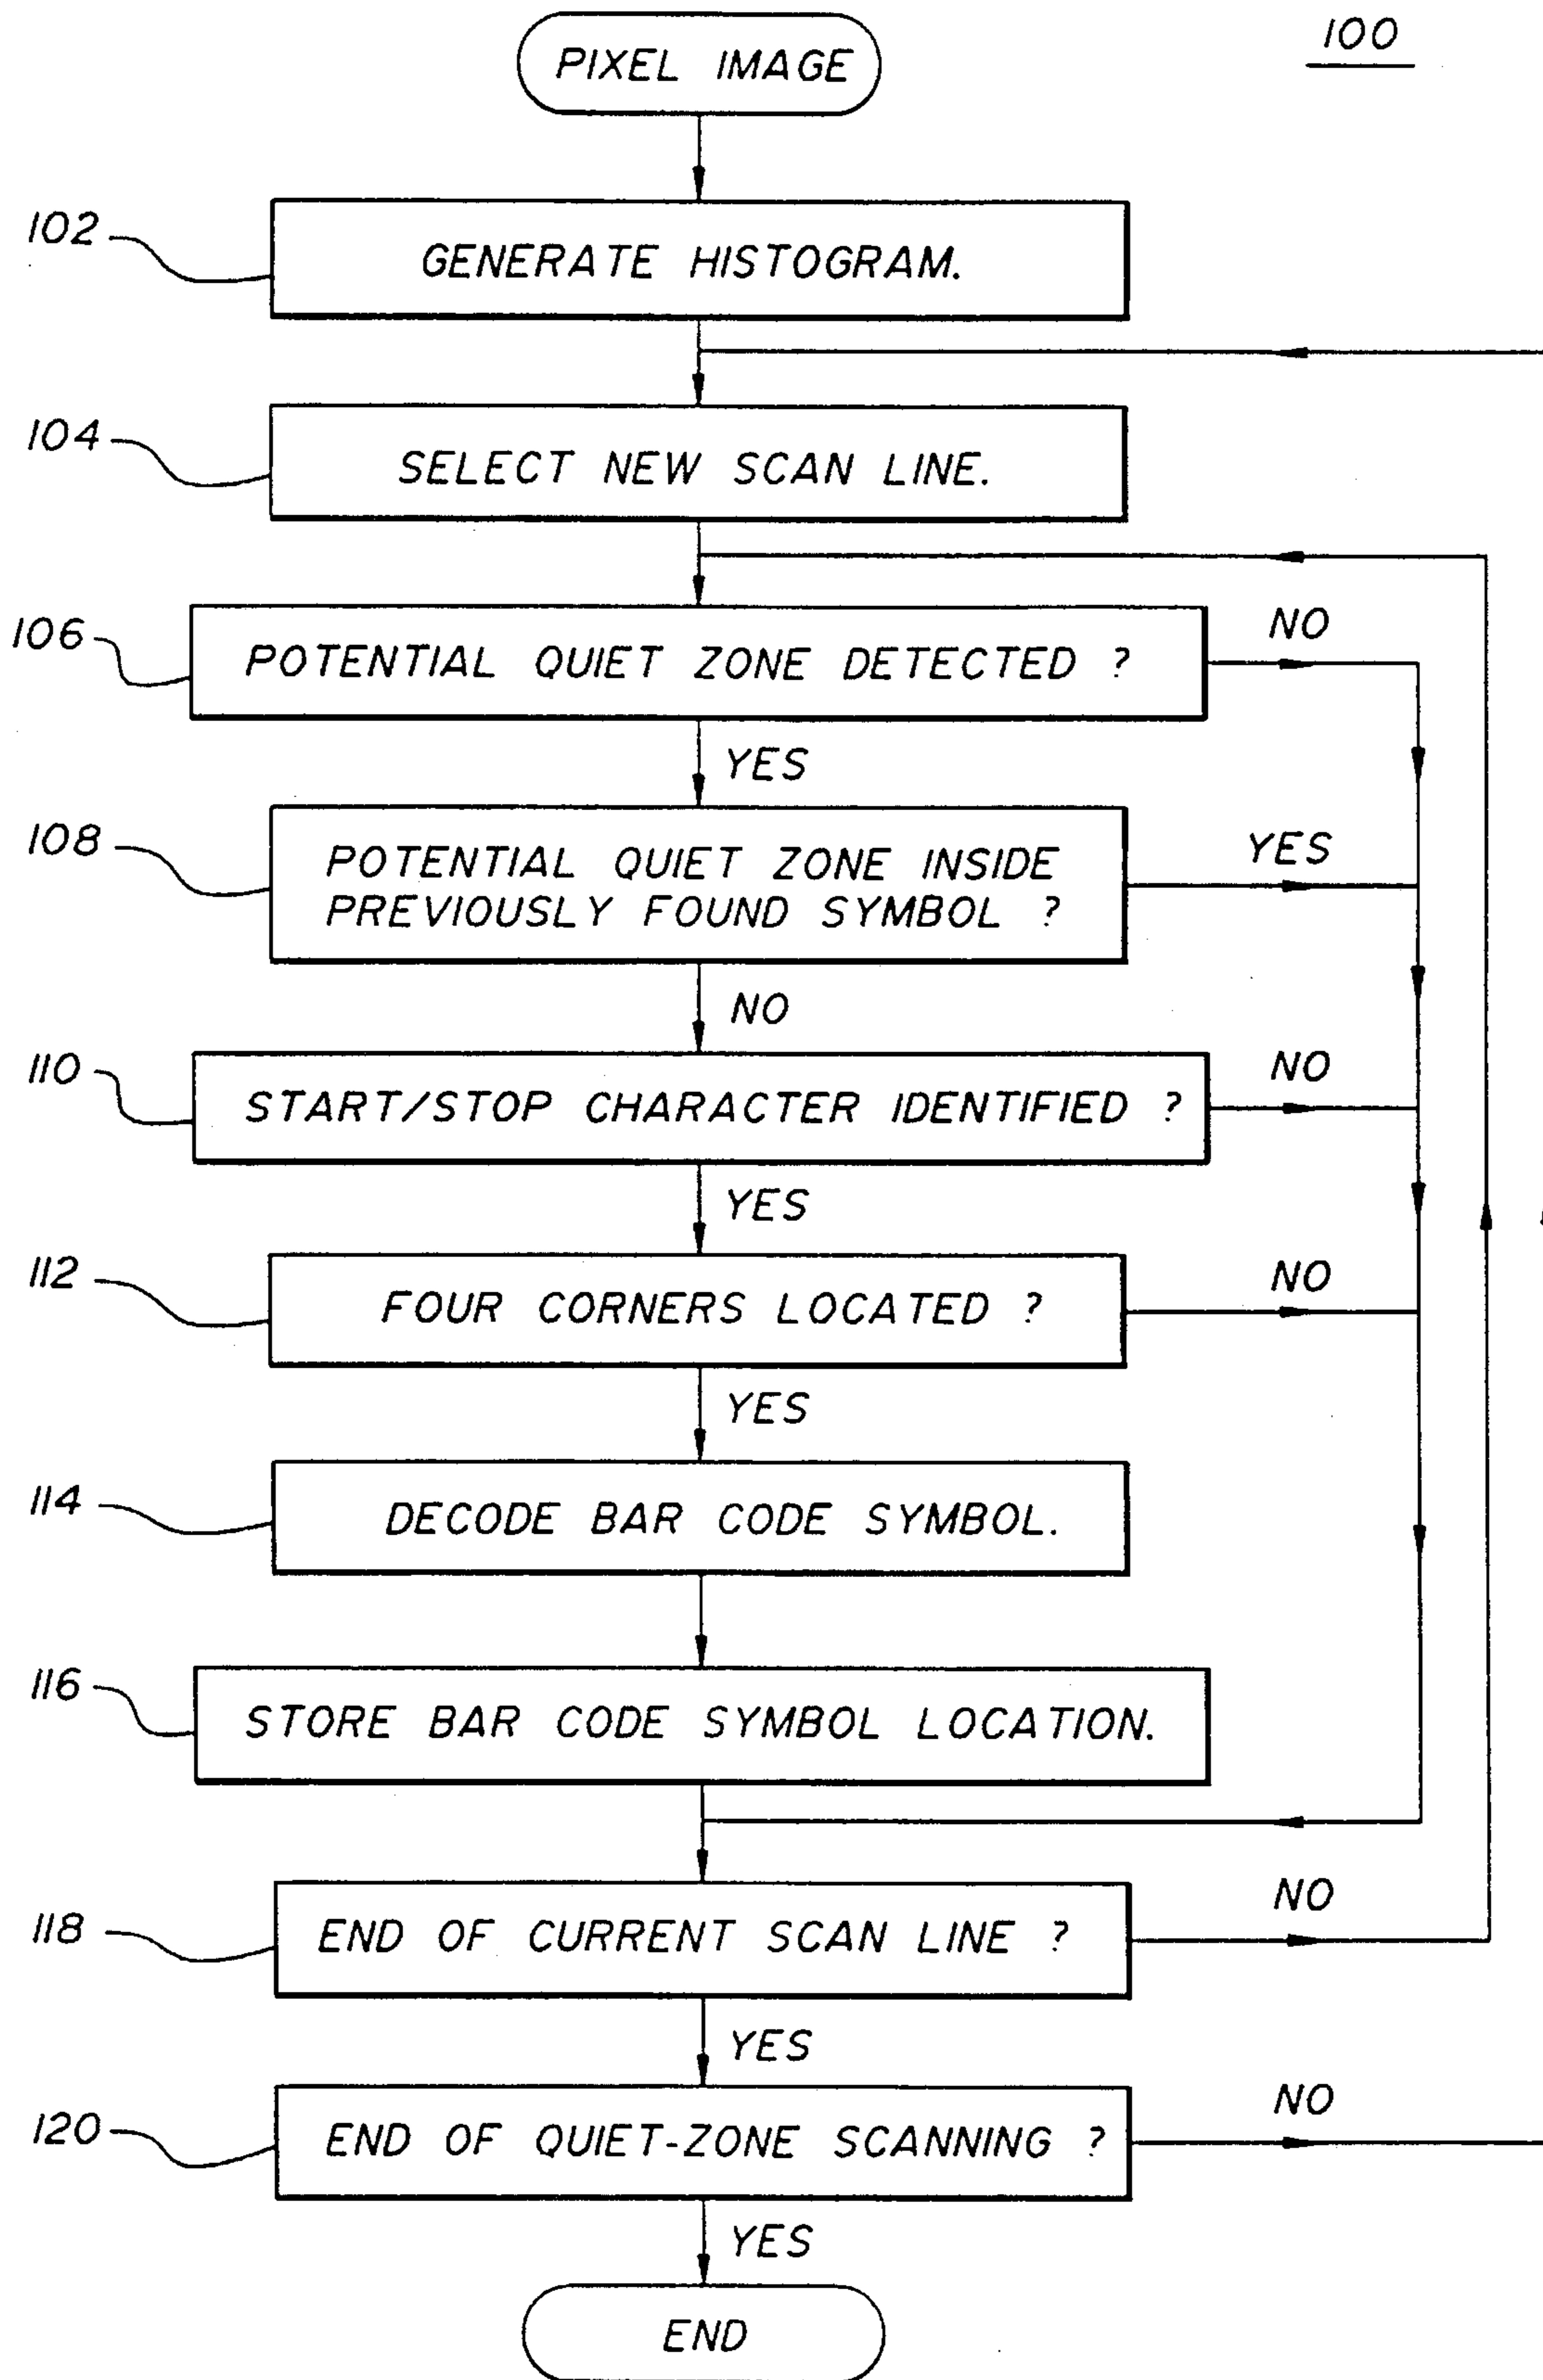 100
PIXEL IMAGE
102
GENERATE HISTOGRAM.
104
SELECT NEW SCAN LINE.
106
POTENTIAL QUIET ZONE DETECTED ?
NO
YES
108
POTENTIAL QUIET ZONE INSIDE
PREVIOUSLY FOUND SYMBOL ?
YES
NO
110
START/STOP CHARACTER IDENTIFIED ?
NO
YES
112
FOUR CORNERS LOCATED ?
NO
YES
114
DECODE BAR CODE SYMBOL.
116
STORE BAR CODE SYMBOL LOCATION.
118
END OF CURRENT SCAN LINE ?
NO
YES
120
END OF QUIET-ZONE SCANNING ?
NO
YES
END